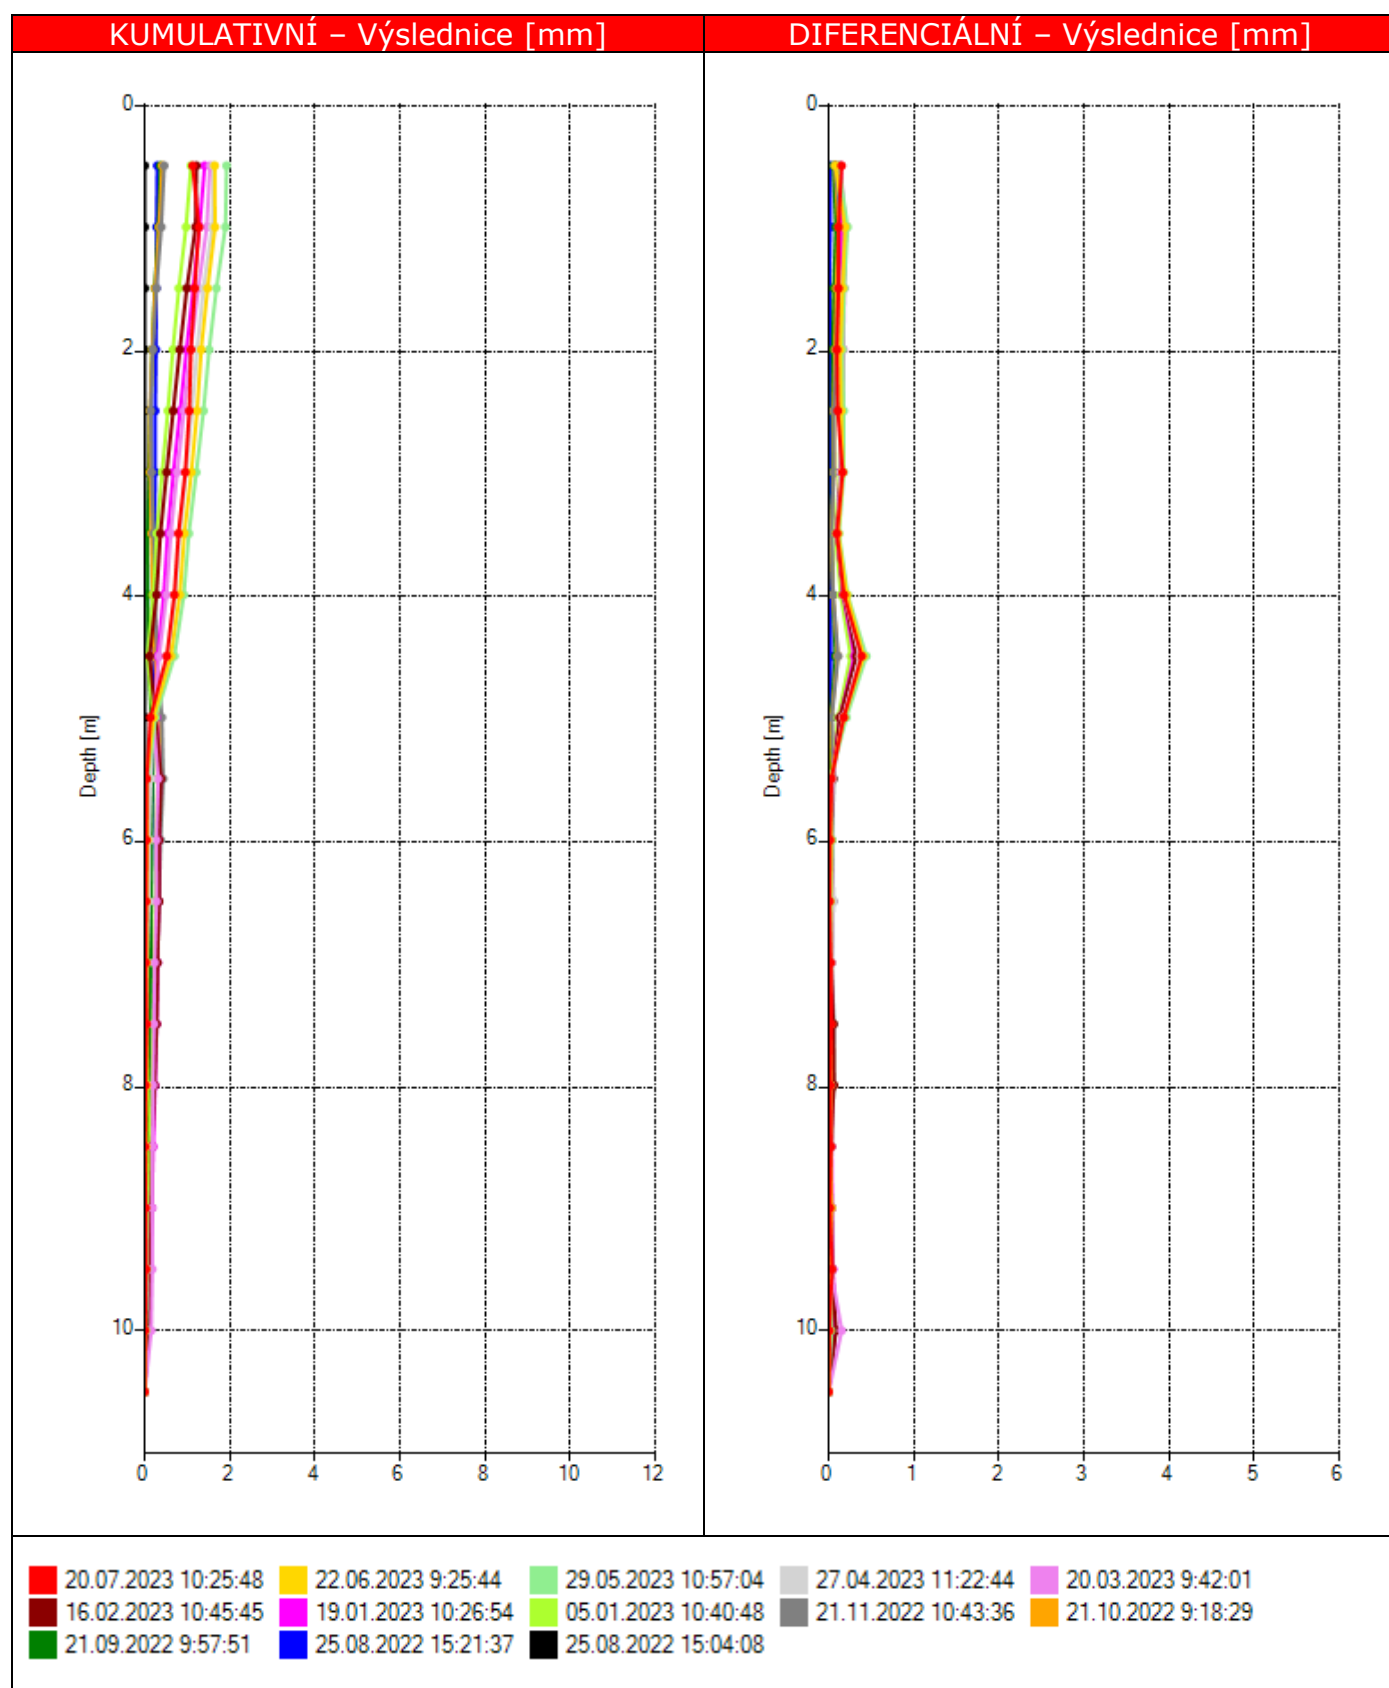 KUMULATIVNÍ – Výslednice [mm]
DIFERENCIÁLNÍ – Výslednice [mm]
0
2
4
6
8
10
Depth [m]
0 2 4 6 8 10 12
0
2
4
6
8
10
Depth [m]
0 1 2 3 4 5 6
20.07.2023 10:25:48 22.06.2023 9:25:44 29.05.2023 10:57:04 27.04.2023 11:22:44 20.03.2023 9:42:01
16.02.2023 10:45:45 19.01.2023 10:26:54 05.01.2023 10:40:48 21.11.2022 10:43:36 21.10.2022 9:18:29
21.09.2022 9:57:51 25.08.2022 15:21:37 25.08.2022 15:04:08